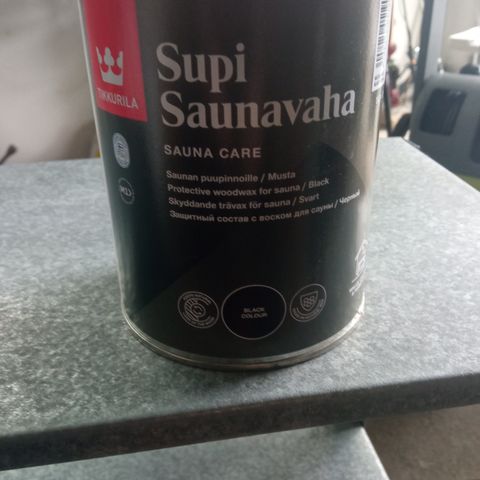 TIKKURILA
Supi
Saunavaha
SAUNA CARE
Saunan puupinnoille / Musta
Protective woodwax for sauna / Black
Skyddande trävax för sauna / Svart
Защитный состав с воском для сауны / Черный
BLACK
COLOUR